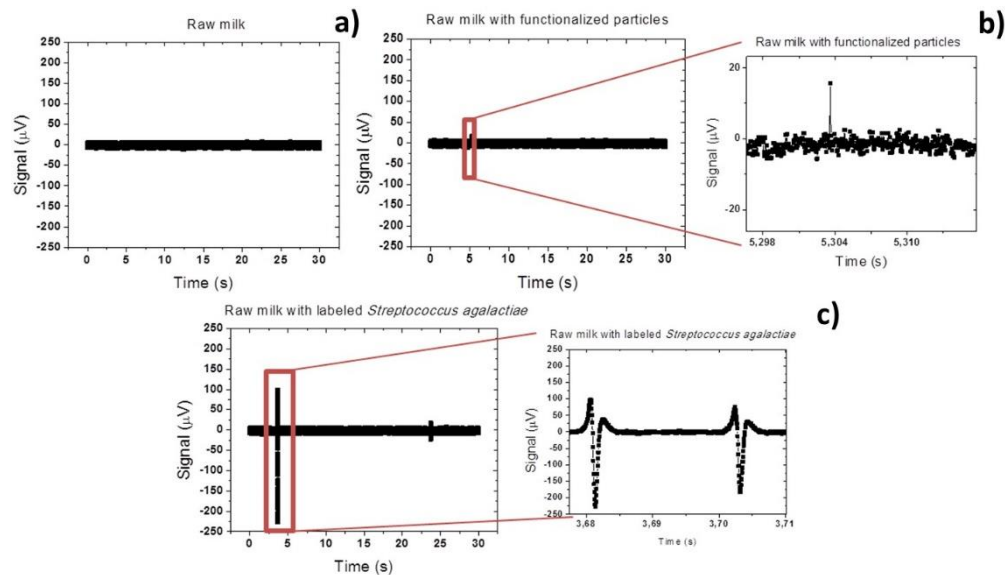 Raw milk
a)
250
200
150
100
50
0
-50
-100
-150
-200
-250
Signal (μV)
0 5 10 15 20 25 30
Time (s)
Raw milk with functionalized particles
250
200
150
100
50
0
-50
-100
-150
-200
-250
Signal (μV)
0 5 10 15 20 25 30
Time (s)
b)
Raw milk with functionalized particles
20
0
-20
Signal (μV)
5,298 5,304 5,310
Time (s)
Raw milk with labeled Streptococcus agalactiae
250
200
150
100
50
0
-50
-100
-150
-200
-250
Signal (μV)
0 5 10 15 20 25 30
Time (s)
c)
Raw milk with labeled Streptococcus agalactiae
250
200
150
100
50
0
-50
-100
-150
-200
-250
Signal (μV)
3,68 3,69 3,70 3,71
Time (s)